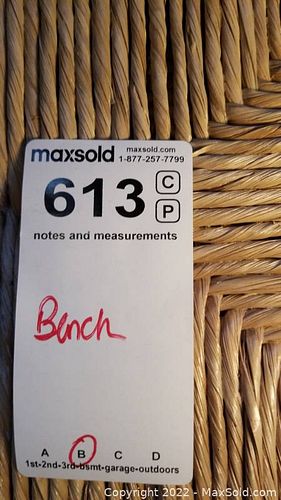 maxsold maxsold.com
1-877-257-7799
613 C
P
notes and measurements
Bench
A B C D
1st-2nd-3rd-bsmt-garage-outdoors
Copyright 2022 - MaxSold.com